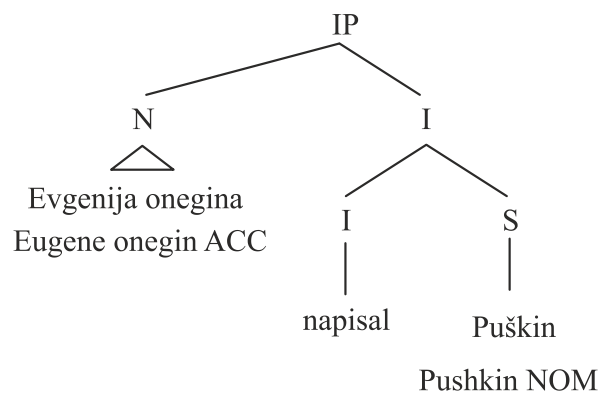 IP
N
I
Evgenija onegina
Eugene onegin ACC
I
S
napisal
Puškin
Pushkin NOM